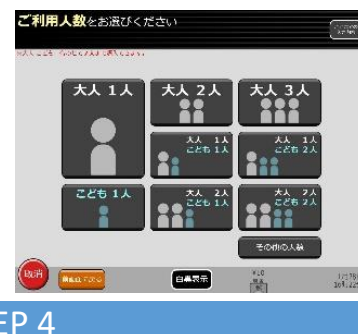 ご利用人数をお選びください
大人 1人
大人 2人
大人 3人
大人 1人
こども 1人
大人 1人
こども 2人
こども 1人
大人 2人
こども 1人
大人 2人
こども 2人
その他の人数
取消
白黒表示
EP 4